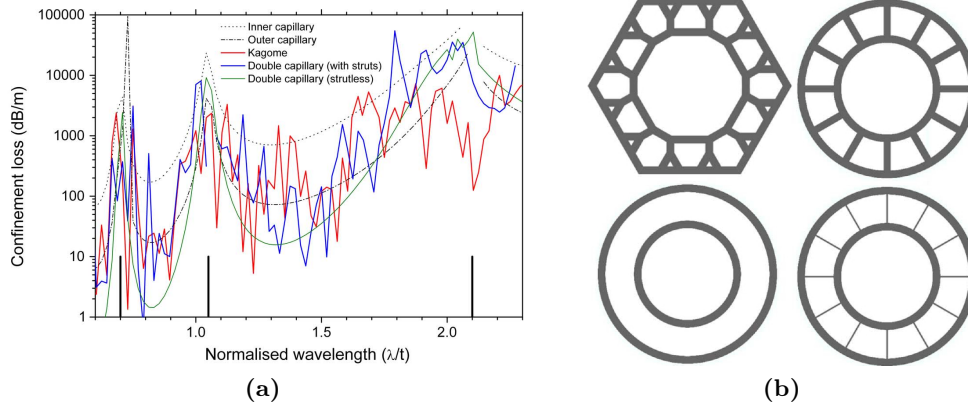 100000
10000
1000
100
10
1
Confinement loss (dB/m)
Inner capillary
Outer capillary
Kagome
Double capillary (with struts)
Double capillary (strutless)
1.0
1.5
2.0
Normalised wavelength (λ/t)
(a)
(b)